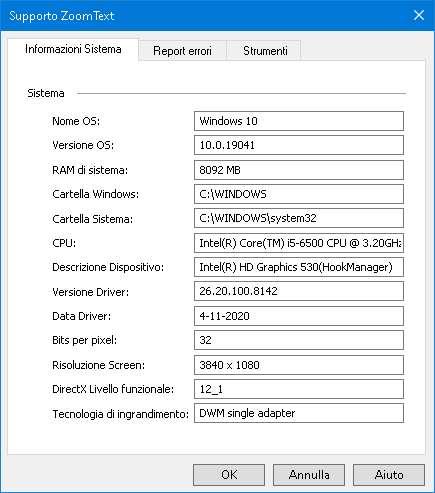 Supporto ZoomText
Informazioni Sistema Report errori Strumenti
Sistema
Nome OS: Windows 10
Versione OS: 10.0.19041
RAM di sistema: 8092 MB
Cartella Windows: C:\WINDOWS
Cartella Sistema: C:\WINDOWS\system32
CPU: Intel(R) Core(TM) i5-6500 CPU @ 3.20GHz
Descrizione Dispositivo: Intel(R) HD Graphics 530(HookManager)
Versione Driver: 26.20.100.8142
Data Driver: 4-11-2020
Bits per pixel: 32
Risoluzione Screen: 3840 x 1080
DirectX Livello funzionale: 12_1
Tecnologia di ingrandimento: DWM single adapter
OK Annulla Aiuto